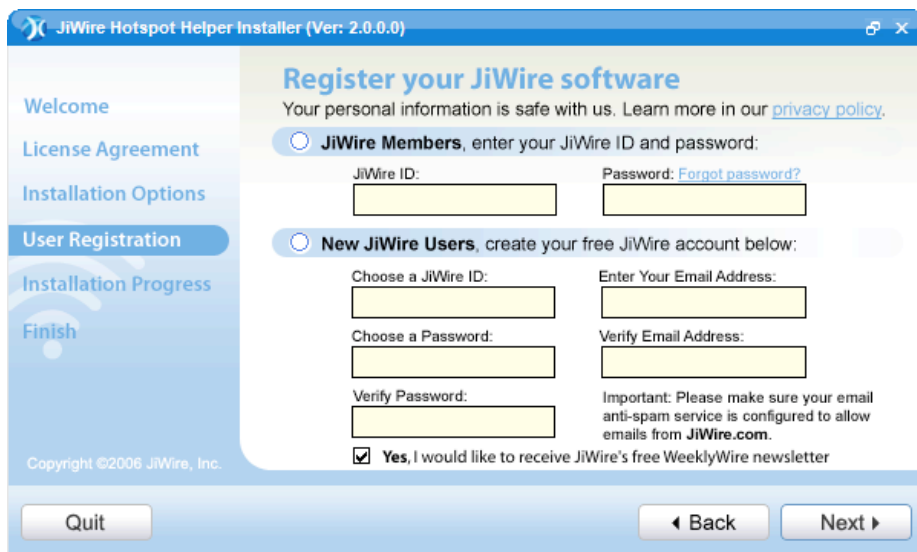 JiWire Hotspot Helper Installer (Ver: 2.0.0.0)
Welcome
License Agreement
Installation Options
User Registration
Installation Progress
Finish
Copyright ©2006 JiWire, Inc.
Register your JiWire software
Your personal information is safe with us. Learn more in our privacy policy.
JiWire Members, enter your JiWire ID and password:
JiWire ID:
Password: Forgot password?
New JiWire Users, create your free JiWire account below:
Choose a JiWire ID:
Enter Your Email Address:
Choose a Password:
Verify Email Address:
Verify Password:
Important: Please make sure your email
anti-spam service is configured to allow
emails from JiWire.com.
Yes, I would like to receive JiWire's free WeeklyWire newsletter
Quit
Back
Next